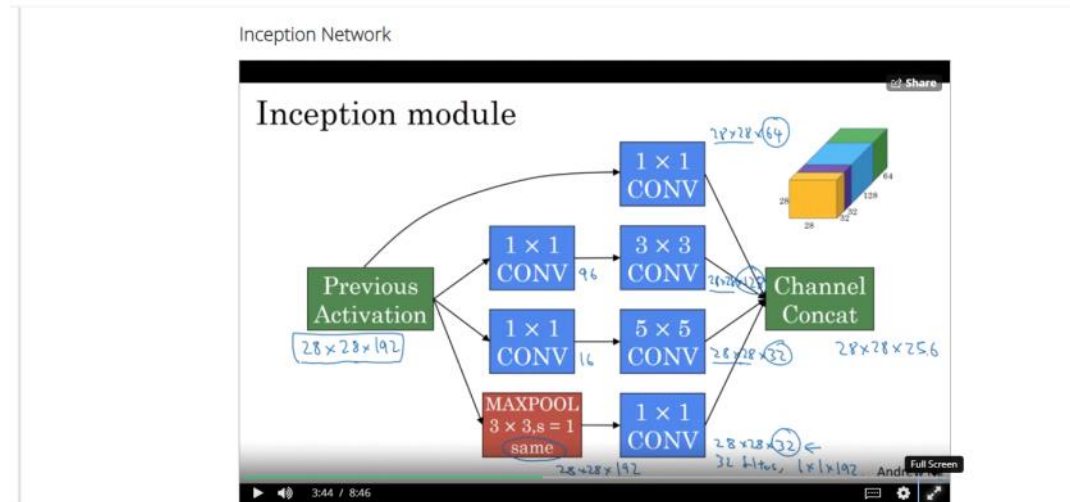 Inception Network
Share
Inception module
28×28×64
1 × 1
CONV
28
28
32
32
128
64
1 × 1
CONV
96
3 × 3
CONV
28×28×128
Previous
Activation
28×28×192
Channel
Concat
28×28×256
1 × 1
CONV
16
5 × 5
CONV
28×28×32
MAXPOOL
3 × 3,s = 1
same
28×28×192
1 × 1
CONV
28×28×32
32 filters, 1×1×192
Full Screen
3:44 / 8:46